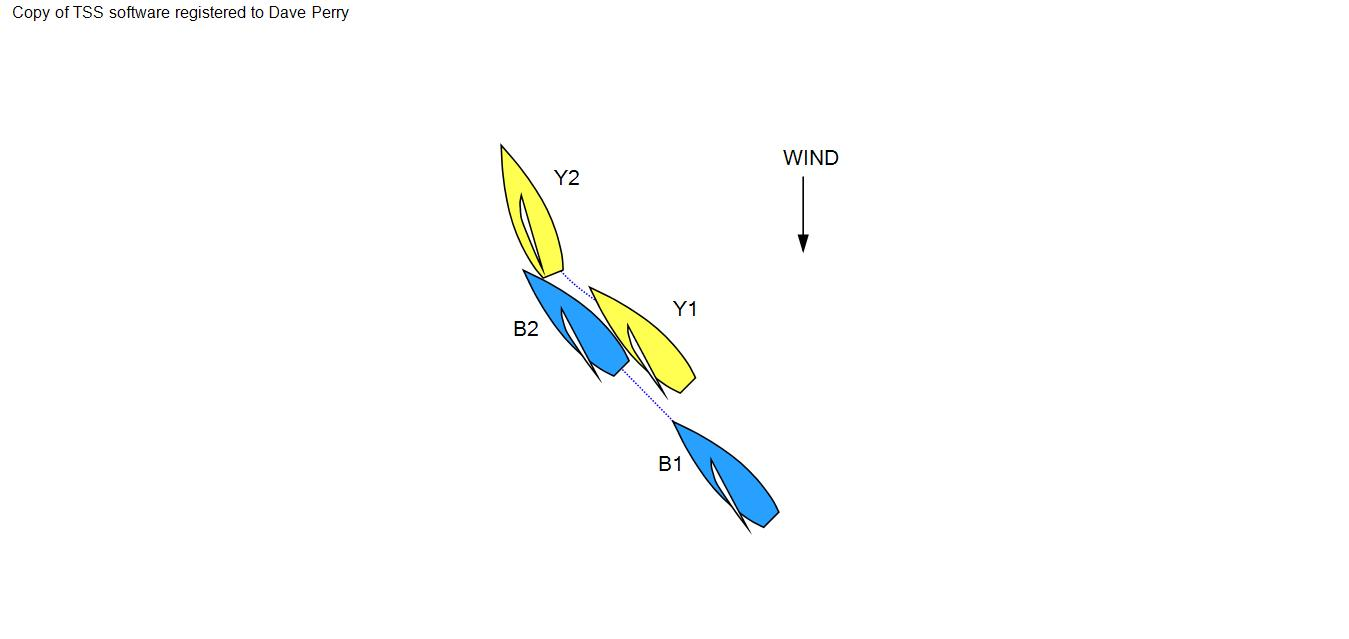 Copy of TSS software registered to Dave Perry
WIND
Y2
Y1
B2
B1